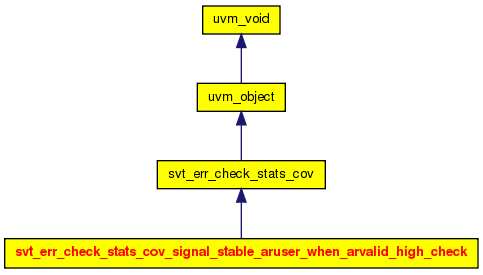 uvm_void
uvm_object
svt_err_check_stats_cov
svt_err_check_stats_cov_signal_stable_aruser_when_arvalid_high_check